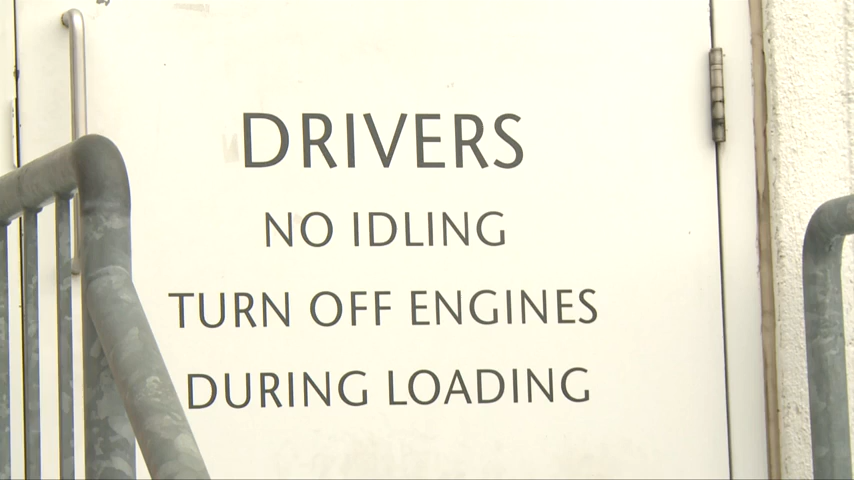 DRIVERS
NO IDLING
TURN OFF ENGINES
DURING LOADING